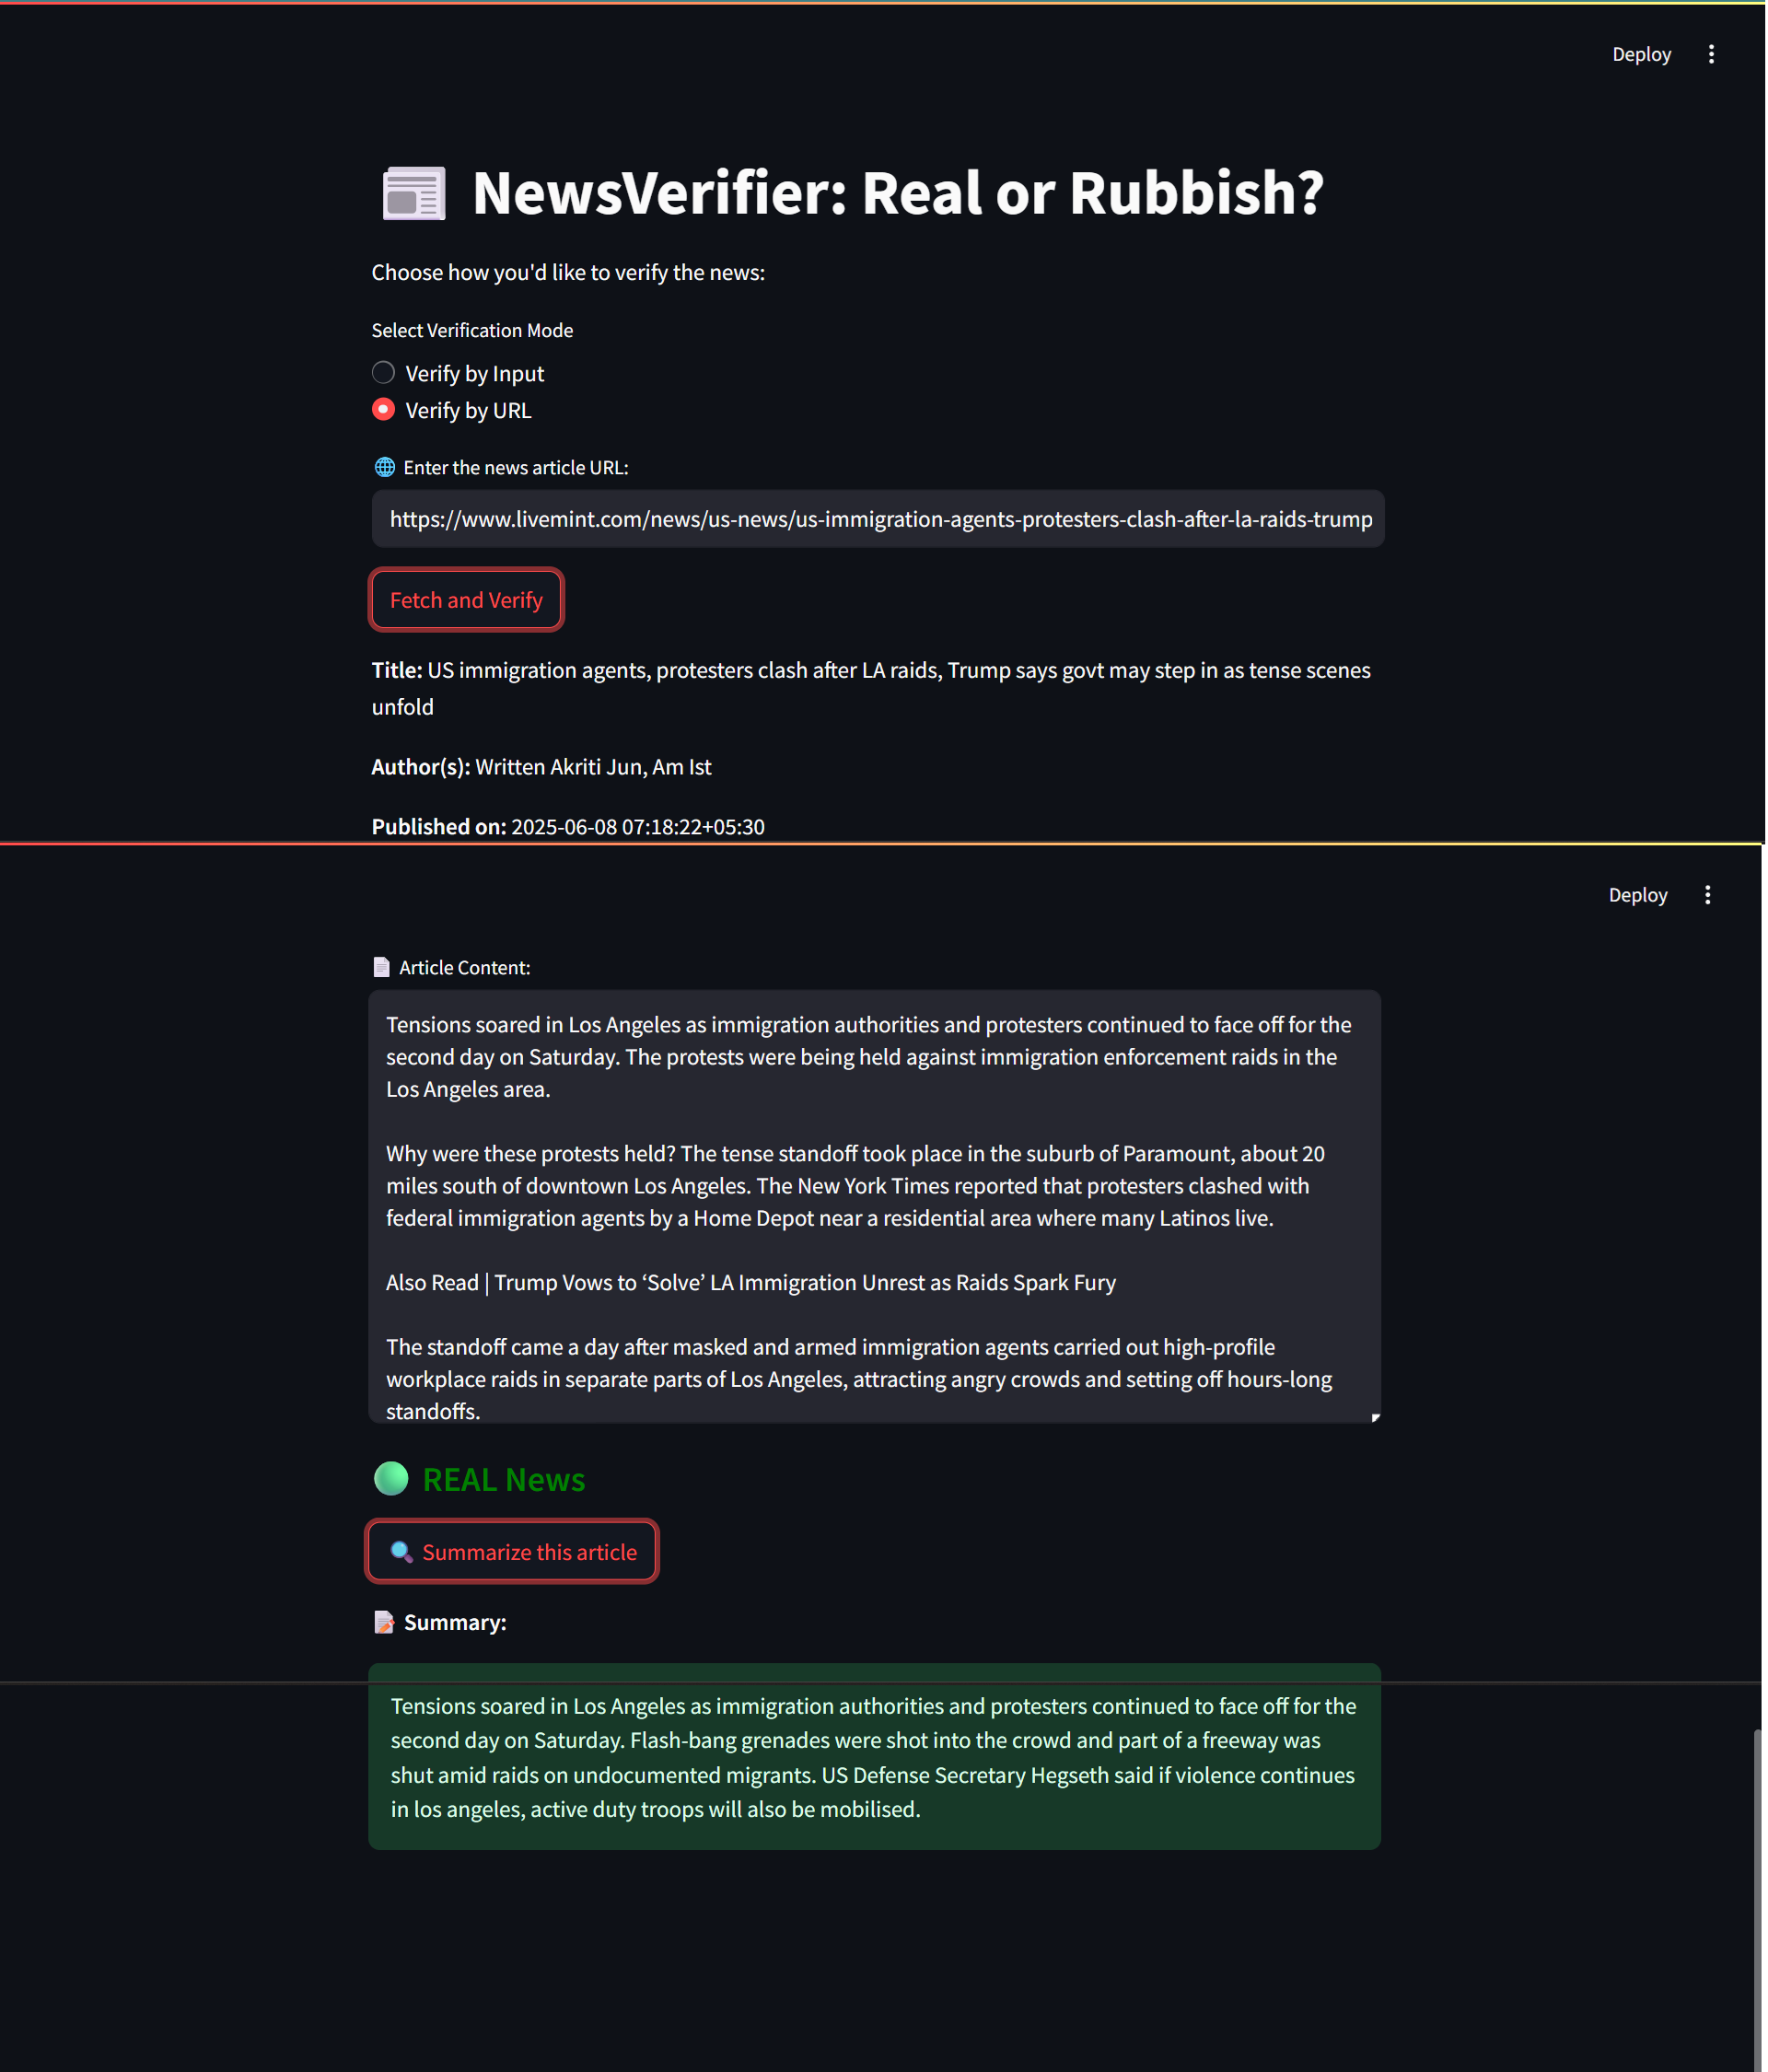 Deploy
NewsVerifier: Real or Rubbish?
Choose how you'd like to verify the news:
Select Verification Mode
Verify by Input
Verify by URL
Enter the news article URL:
https://www.livemint.com/news/us-news/us-immigration-agents-protesters-clash-after-la-raids-trump
Fetch and Verify
Title: US immigration agents, protesters clash after LA raids, Trump says govt may step in as tense scenes
unfold
Author(s): Written Akriti Jun, Am Ist
Published on: 2025-06-08 07:18:22+05:30
Deploy
Article Content:
Tensions soared in Los Angeles as immigration authorities and protesters continued to face off for the
second day on Saturday. The protests were being held against immigration enforcement raids in the
Los Angeles area.
Why were these protests held? The tense standoff took place in the suburb of Paramount, about 20
miles south of downtown Los Angeles. The New York Times reported that protesters clashed with
federal immigration agents by a Home Depot near a residential area where many Latinos live.
Also Read | Trump Vows to ‘Solve’ LA Immigration Unrest as Raids Spark Fury
The standoff came a day after masked and armed immigration agents carried out high-profile
workplace raids in separate parts of Los Angeles, attracting angry crowds and setting off hours-long
standoffs.
REAL News
Summarize this article
Summary:
Tensions soared in Los Angeles as immigration authorities and protesters continued to face off for the
second day on Saturday. Flash-bang grenades were shot into the crowd and part of a freeway was
shut amid raids on undocumented migrants. US Defense Secretary Hegseth said if violence continues
in los angeles, active duty troops will also be mobilised.